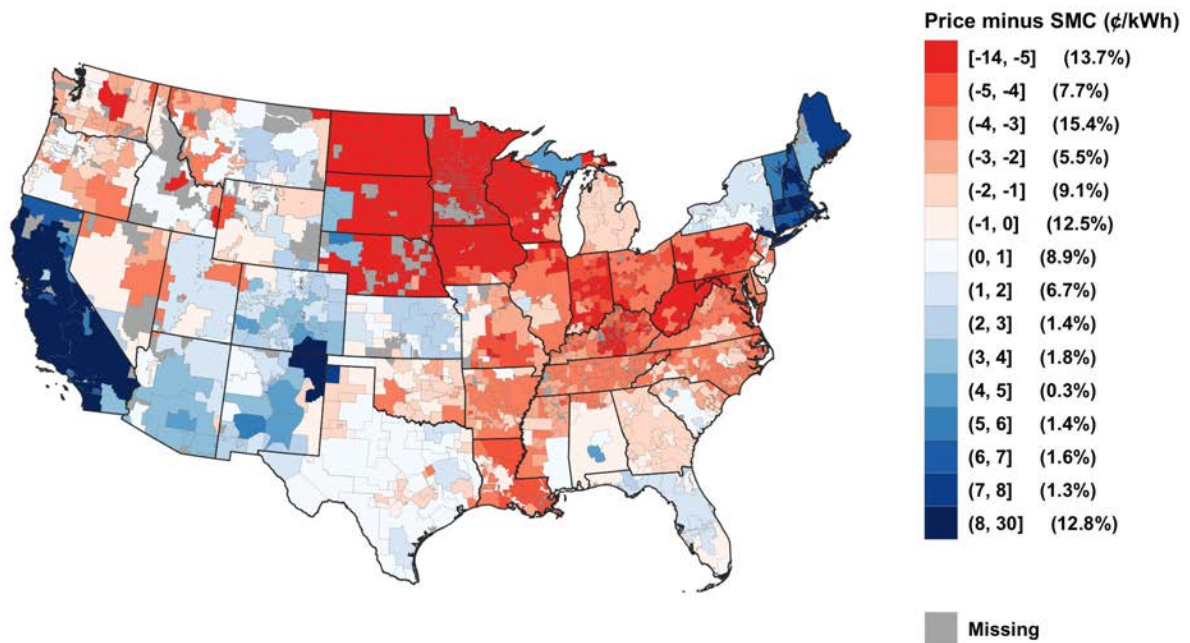 Price minus SMC (¢/kWh)
[-14, -5] (13.7%)
(-5, -4] (7.7%)
(-4, -3] (15.4%)
(-3, -2] (5.5%)
(-2, -1] (9.1%)
(-1, 0] (12.5%)
(0, 1] (8.9%)
(1, 2] (6.7%)
(2, 3] (1.4%)
(3, 4] (1.8%)
(4, 5] (0.3%)
(5, 6] (1.4%)
(6, 7] (1.6%)
(7, 8] (1.3%)
(8, 30] (12.8%)
Missing